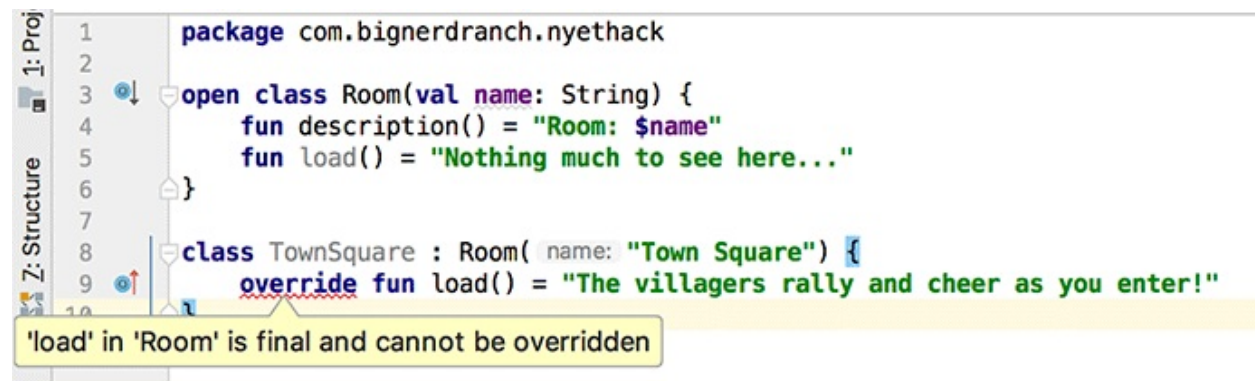 1: Proj
Z: Structure
1 package com.bignerdranch.nyethack
2
3 open class Room(val name: String) {
4 fun description() = "Room: $name"
5 fun load() = "Nothing much to see here..."
6 }
7
8 class TownSquare : Room( name: "Town Square") {
9 override fun load() = "The villagers rally and cheer as you enter!"
10 }
'load' in 'Room' is final and cannot be overridden